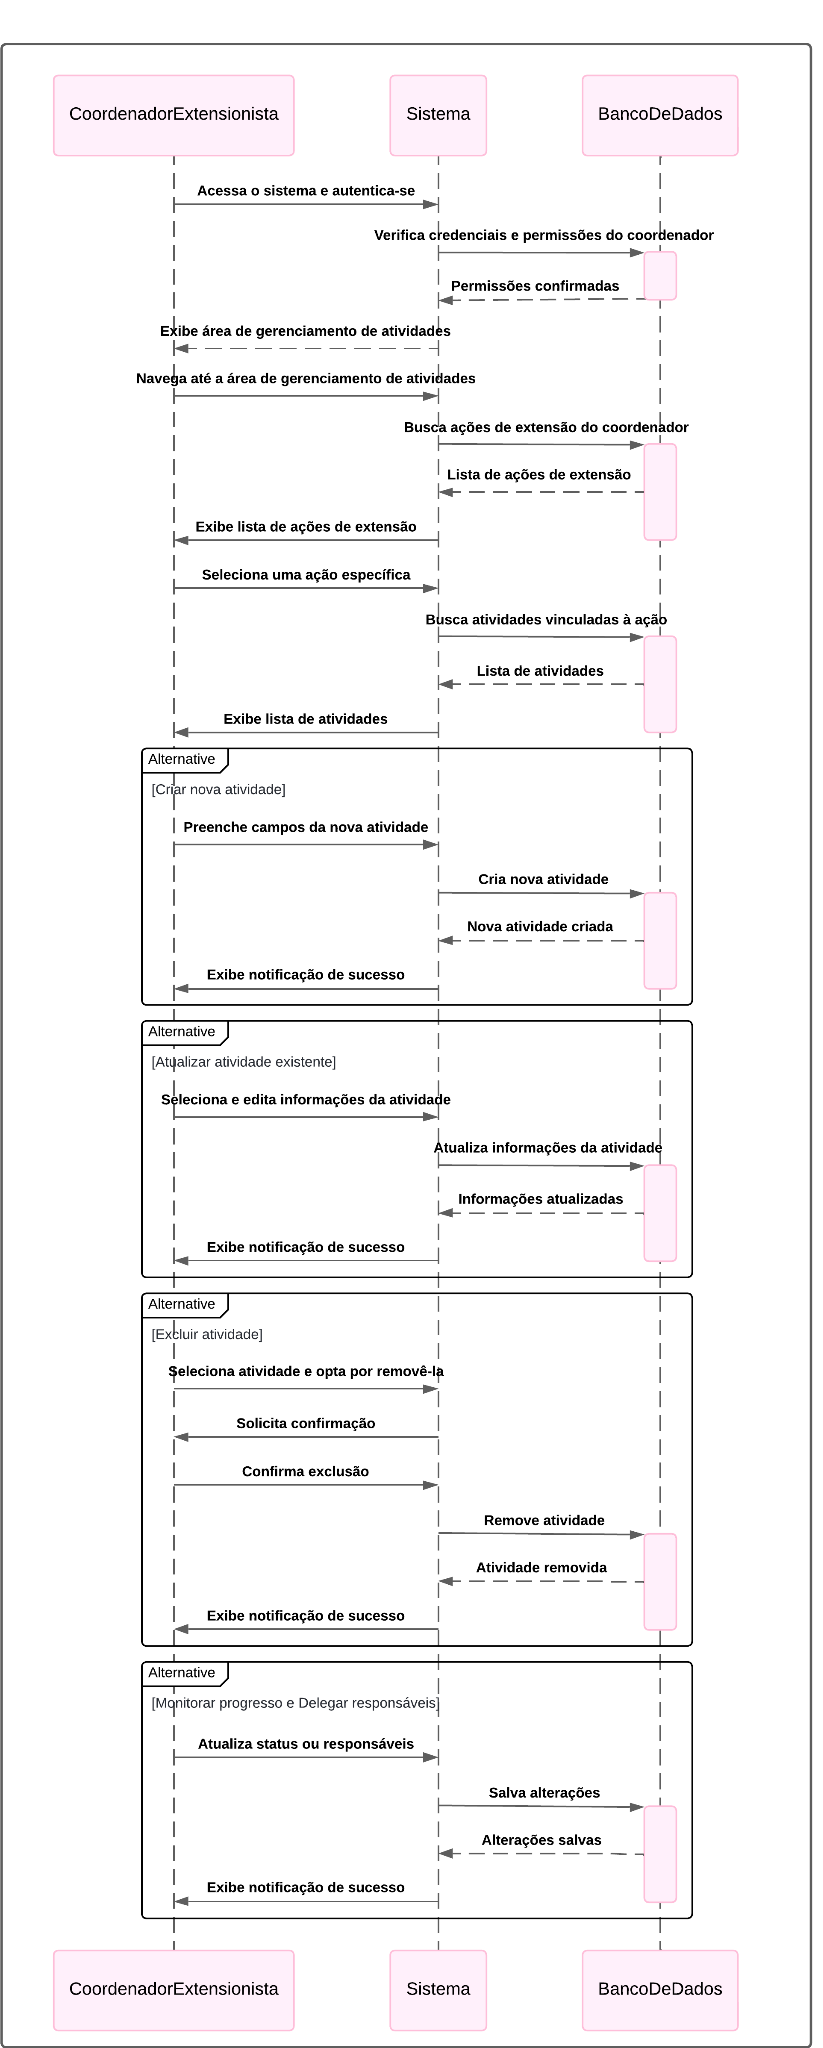 CoordenadorExtensionista
Sistema
BancoDeDados
Acessa o sistema e autentica-se
Verifica credenciais e permissões do coordenador
Permissões confirmadas
Exibe área de gerenciamento de atividades
Navega até a área de gerenciamento de atividades
Busca ações de extensão do coordenador
Lista de ações de extensão
Exibe lista de ações de extensão
Seleciona uma ação específica
Busca atividades vinculadas à ação
Lista de atividades
Exibe lista de atividades
Alternative
[Criar nova atividade]
Preenche campos da nova atividade
Cria nova atividade
Nova atividade criada
Exibe notificação de sucesso
Alternative
[Atualizar atividade existente]
Seleciona e edita informações da atividade
Atualiza informações da atividade
Informações atualizadas
Exibe notificação de sucesso
Alternative
[Excluir atividade]
Seleciona atividade e opta por removê-la
Solicita confirmação
Confirma exclusão
Remove atividade
Atividade removida
Exibe notificação de sucesso
Alternative
[Monitorar progresso e Delegar responsáveis]
Atualiza status ou responsáveis
Salva alterações
Alterações salvas
Exibe notificação de sucesso
CoordenadorExtensionista
Sistema
BancoDeDados